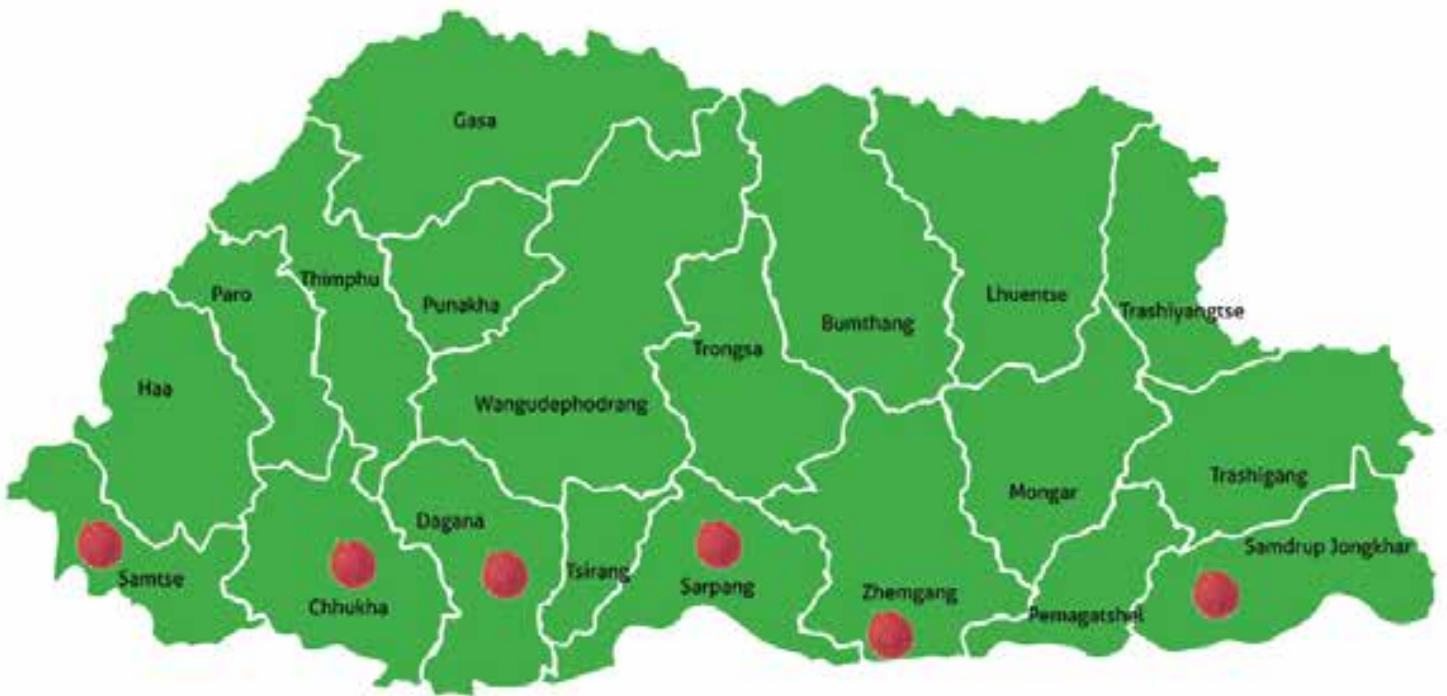 Gasa
Thimphu
Paro
Punakha
Lhuentse
Trashiyangtse
Bumthang
Trongsa
Haa
Wangudephodrang
Mongar
Trashigang
Dagana
Samdrup Jongkhar
Samtse
Tsirang
Sarpang
Zhemgang
Chhukha
Pemagatshel